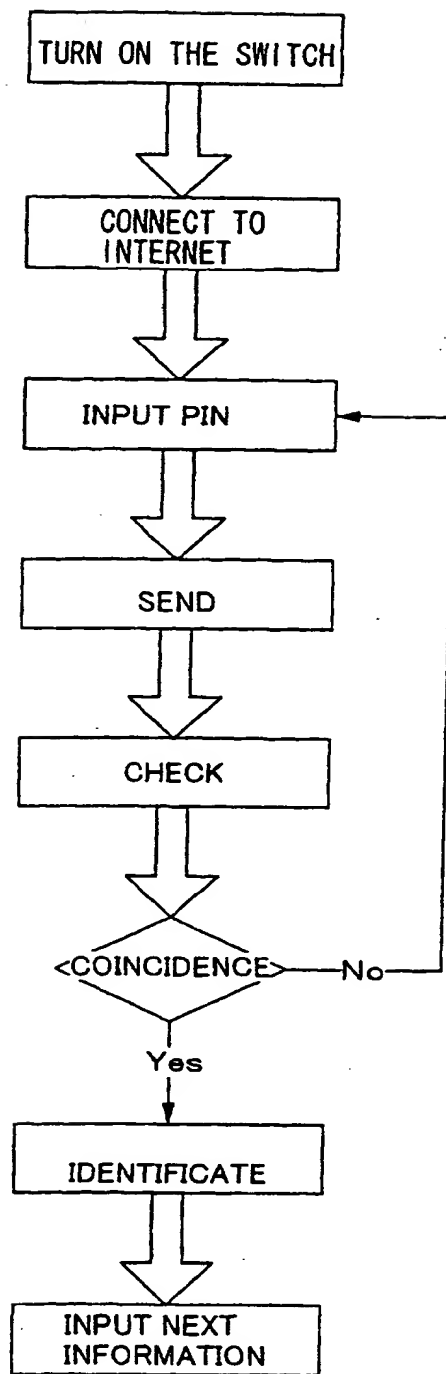 TURN ON THE SWITCH
CONNECT TO
INTERNET
INPUT PIN
SEND
CHECK
<COINCIDENCE>
No
Yes
IDENTIFICATE
INPUT NEXT
INFORMATION